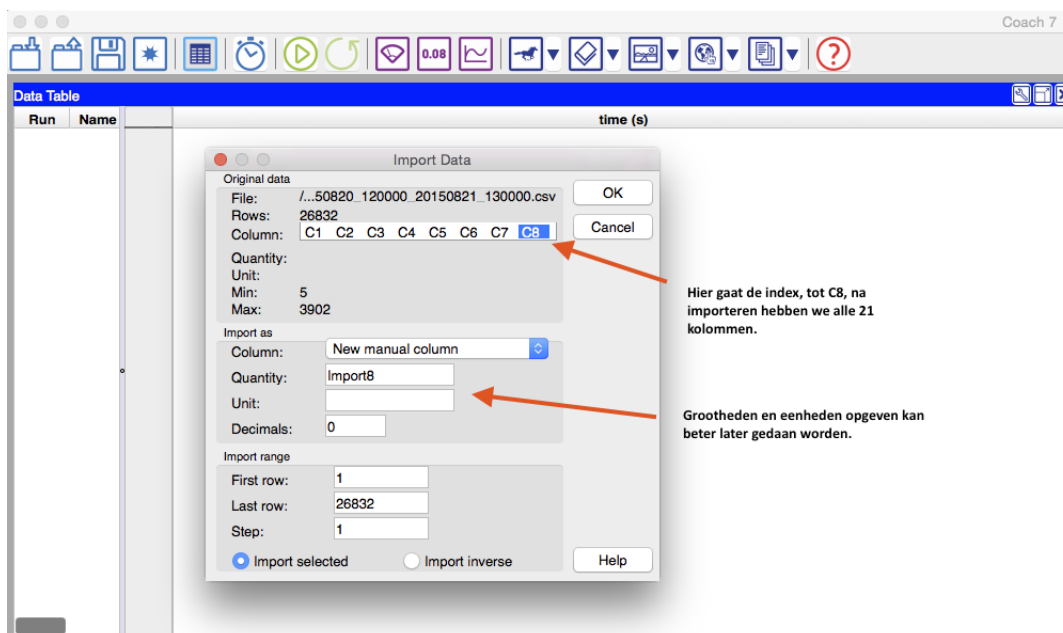 Coach 7
0.08
Data Table
Run Name time (s)
Import Data
Original data
File: /...50820_120000_20150821_130000.csv
Rows: 26832
Column: C1 C2 C3 C4 C5 C6 C7 C8
Quantity:
Unit:
Min: 5
Max: 3902
OK
Cancel
Import as
Column: New manual column
Quantity: Import8
Unit:
Decimals: 0
Import range
First row: 1
Last row: 26832
Step: 1
Import selected Import inverse
Help
Hier gaat de index, tot C8, na
importeren hebben we alle 21
kolommen.
Grootheden en eenheden opgeven kan
beter later gedaan worden.